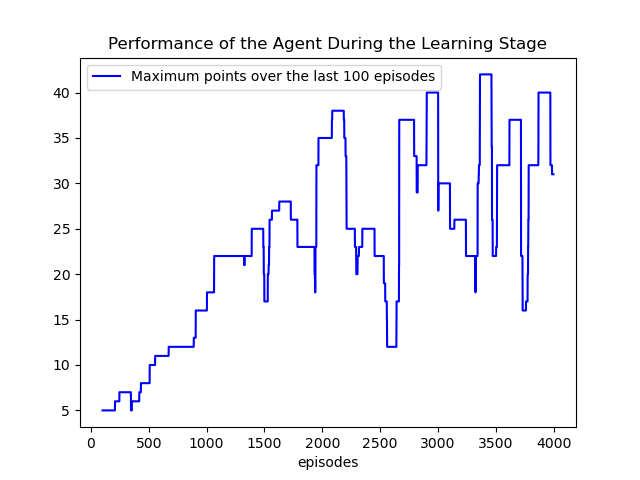 Performance of the Agent During the Learning Stage
Maximum points over the last 100 episodes
40
35
30
25
20
15
10
5
0 500 1000 1500 2000 2500 3000 3500 4000
episodes